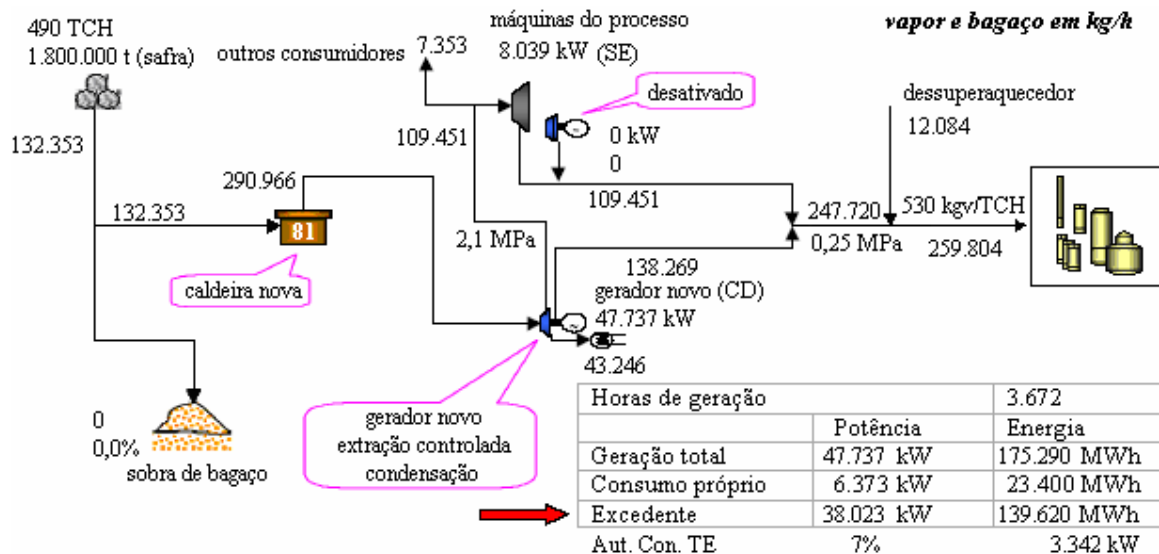 490 TCH
1.800.000 t (safra)
132.353
132.353
290.966
81
caldeira nova
0
0,0%
sobra de bagaço
outros consumidores
7.353
máquinas do processo
8.039 kW (SE)
desativado
0 kW
0
109.451
109.451
2,1 MPa
vapor e bagaço em kg/h
dessuperaquecedor
12.084
247.720
0,25 MPa
530 kgv/TCH
259.804
138.269
gerador novo (CD)
47.737 kW
43.246
gerador novo
extração controlada
condensação
Horas de geração 3.672
Potência Energia
Geração total 47.737 kW 175.290 MWh
Consumo próprio 6.373 kW 23.400 MWh
Excedente 38.023 kW 139.620 MWh
Aut. Con. TE 7% 3.342 kW